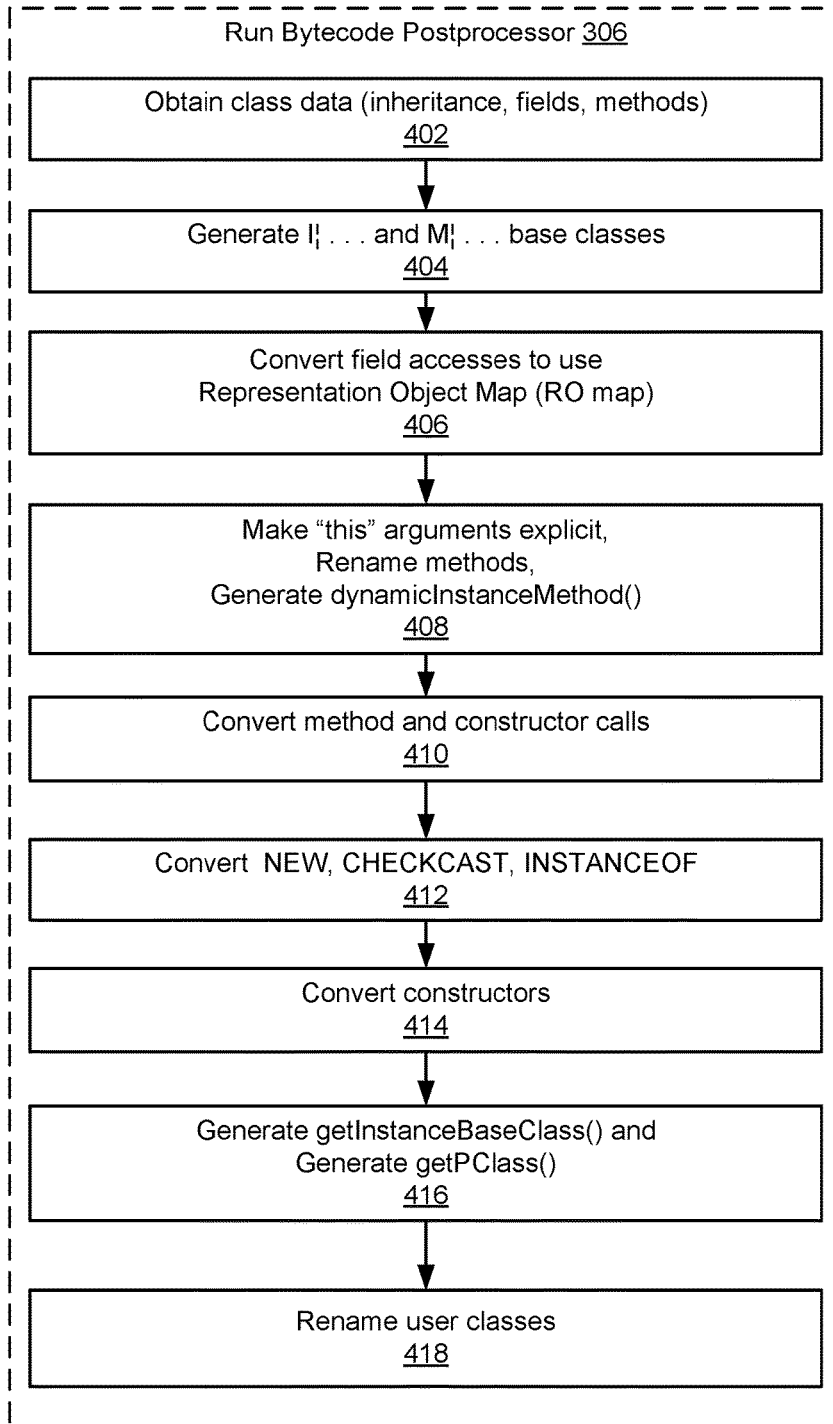 Run Bytecode Postprocessor 306
Obtain class data (inheritance, fields, methods)
402
Generate I¦ . . . and M¦ . . . base classes
404
Convert field accesses to use
Representation Object Map (RO map)
406
Make “this” arguments explicit,
Rename methods,
Generate dynamicInstanceMethod()
408
Convert method and constructor calls
410
Convert NEW, CHECKCAST, INSTANCEOF
412
Convert constructors
414
Generate getInstanceBaseClass() and
Generate getPClass()
416
Rename user classes
418